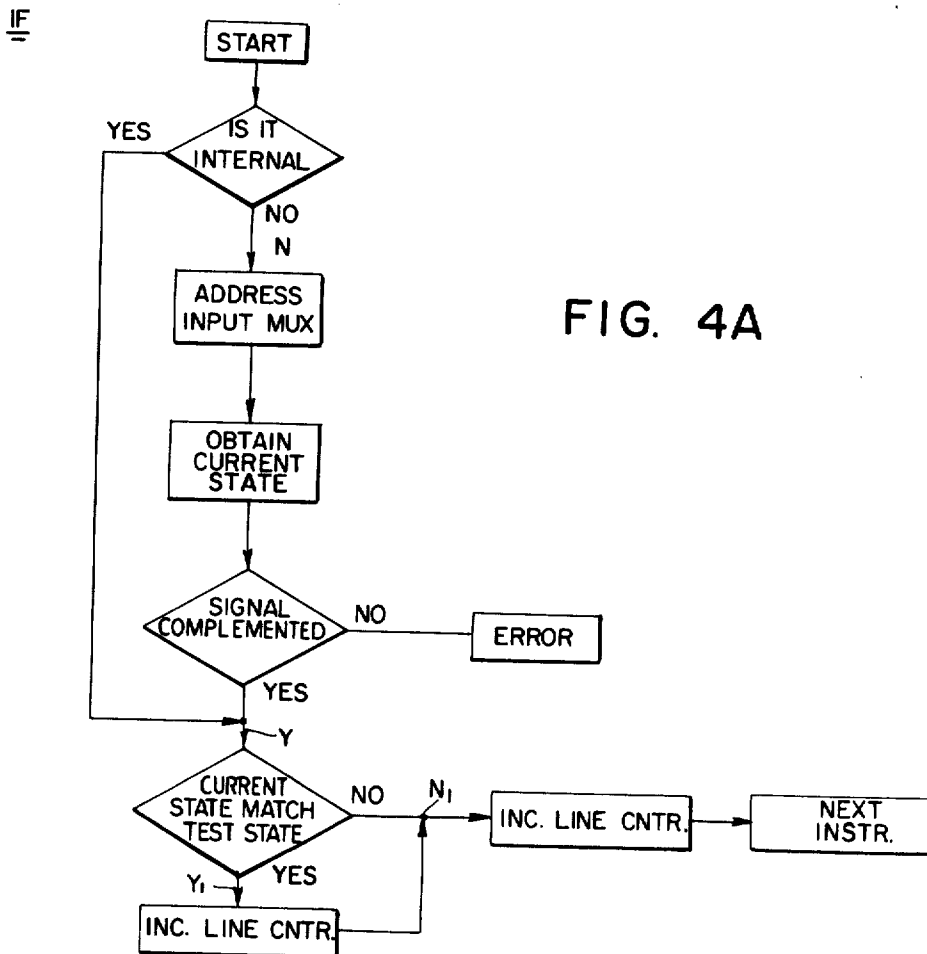 IF
START
YES
IS IT
INTERNAL
NO
N
ADDRESS
INPUT MUX
FIG. 4A
OBTAIN
CURRENT
STATE
SIGNAL
COMPLEMENTED
NO
ERROR
YES
Y
CURRENT
STATE MATCH
TEST STATE
NO
N1
INC. LINE CNTR.
NEXT
INSTR.
YES
Y1
INC. LINE CNTR.